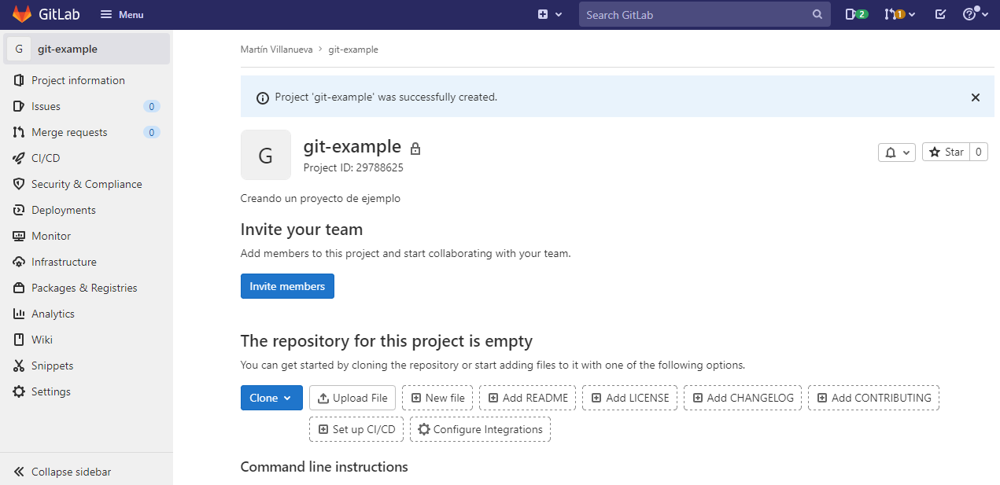 GitLab Menu Search GitLab 2 1
G git-example
Project information
Issues 0
Merge requests 0
CI/CD
Security & Compliance
Deployments
Monitor
Infrastructure
Packages & Registries
Analytics
Wiki
Snippets
Settings
Collapse sidebar
Martín Villanueva › git-example
Project 'git-example' was successfully created.
G git-example
Project ID: 29788625
Star 0
Creando un proyecto de ejemplo
Invite your team
Add members to this project and start collaborating with your team.
Invite members
The repository for this project is empty
You can get started by cloning the repository or start adding files to it with one of the following options.
Clone Upload File New file Add README Add LICENSE Add CHANGELOG Add CONTRIBUTING
Set up CI/CD Configure Integrations
Command line instructions